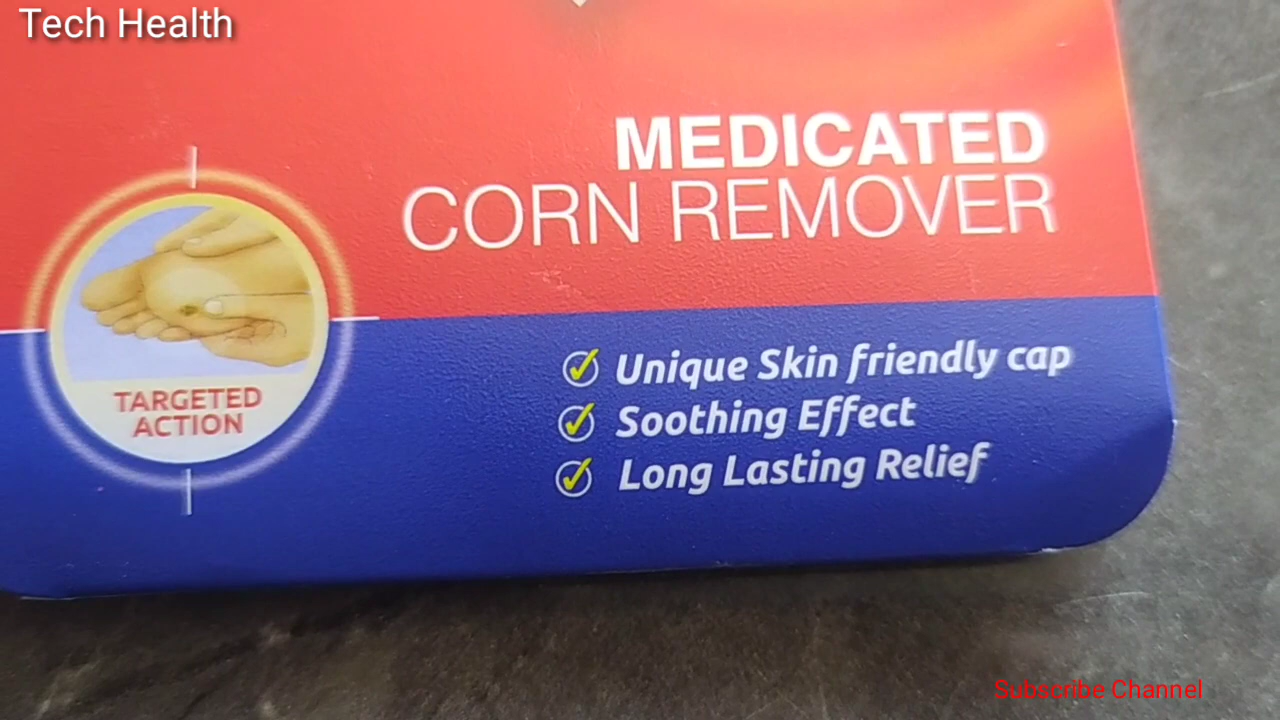 Tech Health
MEDICATED
CORN REMOVER
TARGETED
ACTION
Unique Skin friendly cap
Soothing Effect
Long Lasting Relief
Subscribe Channel